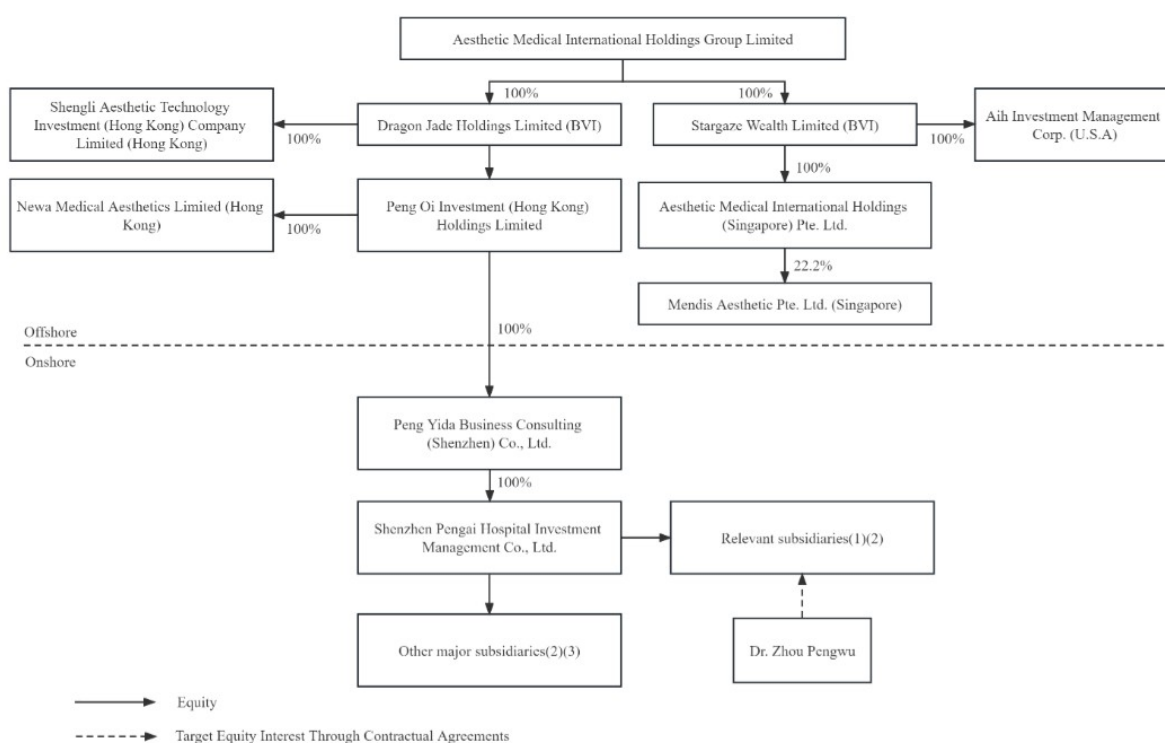 Aesthetic Medical International Holdings Group Limited
100%
100%
Shengli Aesthetic Technology
Investment (Hong Kong) Company
Limited (Hong Kong)
100%
Dragon Jade Holdings Limited (BVI)
Stargaze Wealth Limited (BVI)
100%
Aih Investment Management
Corp. (U.S.A)
100%
Newa Medical Aesthetics Limited (Hong
Kong)
100%
Peng Oi Investment (Hong Kong)
Holdings Limited
Aesthetic Medical International Holdings
(Singapore) Pte. Ltd.
22.2%
Mendis Aesthetic Pte. Ltd. (Singapore)
Offshore
100%
Onshore
Peng Yida Business Consulting
(Shenzhen) Co., Ltd.
100%
Shenzhen Pengai Hospital Investment
Management Co., Ltd.
Relevant subsidiaries(1)(2)
Other major subsidiaries(2)(3)
Dr. Zhou Pengwu
Equity
Target Equity Interest Through Contractual Agreements